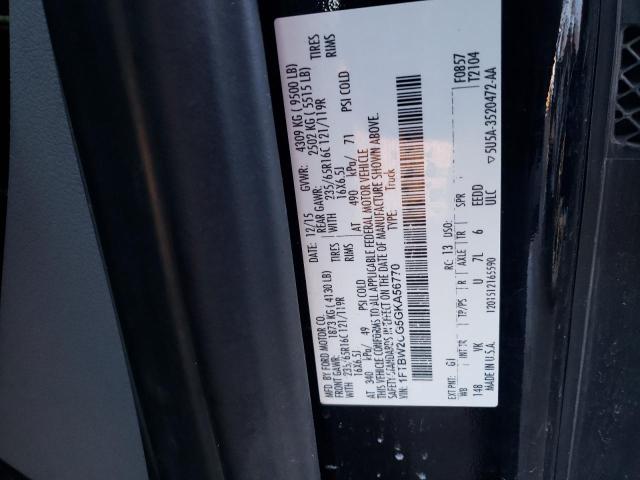 MFD. BY FORD MOTOR CO.
DATE: 12/15 GVWR: 4309 KG ( 9500 LB)
FRONT GAWR: 1873 KG ( 4130 LB) REAR GAWR: 2502 KG ( 5515 LB)
WITH 235/65R16C 121/119R TIRES
16X6.5J RIMS
AT 340 kPa/ 49 PSI COLD
WITH 235/65R16C 121/119R TIRES
16X6.5J RIMS
AT 490 kPa/ 71 PSI COLD
THIS VEHICLE CONFORMS TO ALL APPLICABLE FEDERAL MOTOR VEHICLE
SAFETY STANDARDS IN EFFECT ON THE DATE OF MANUFACTURE SHOWN ABOVE.
VIN: 1FTBW2 G5GKA56770
TYPE: Truck
F0857
T2104
EXT PNT: G1 RC: 13 DSO:
WB INT TR TP/PS R AXLE TR SPR
148 VK U 7L 6 EEDD
MADE IN U.S.A. 1201512165590 ULC
▽ 5U5A-3520472-AA